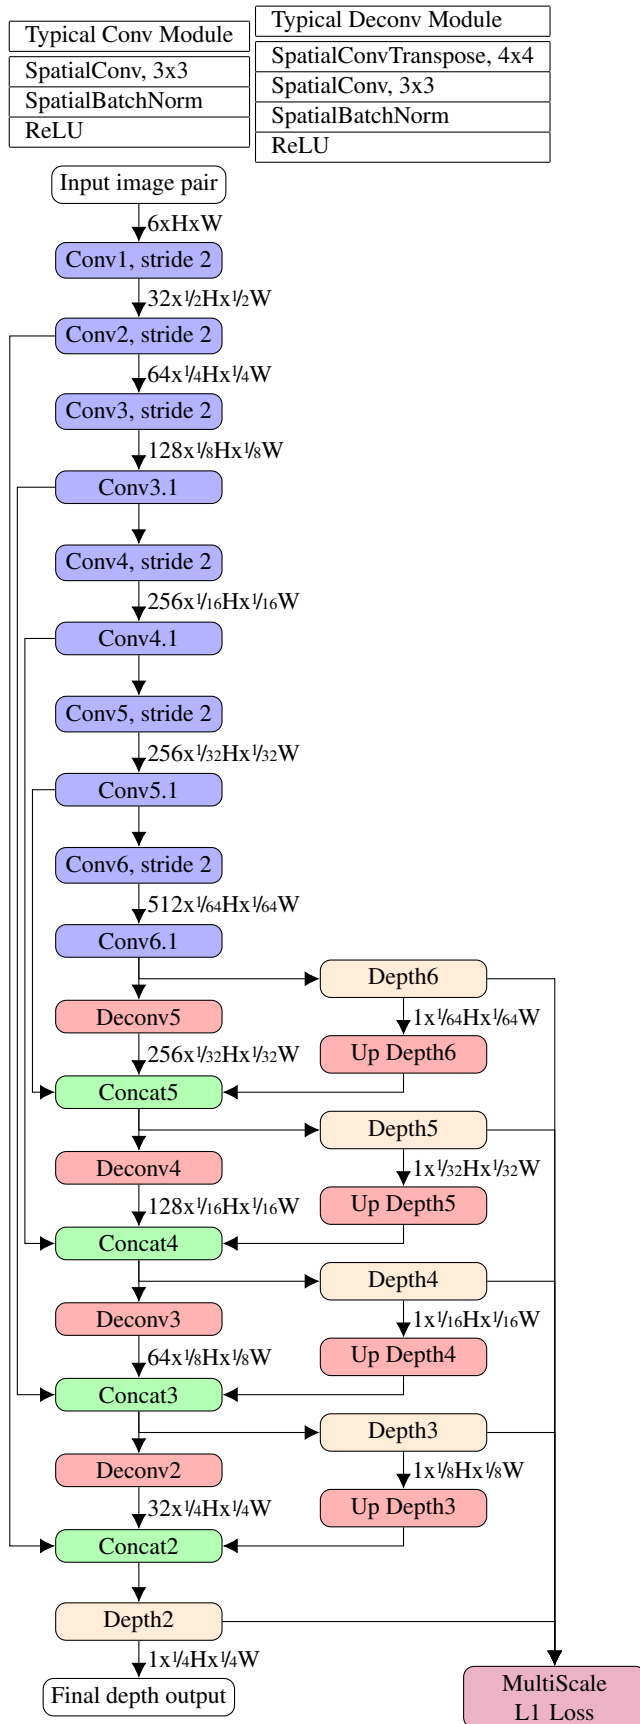 Typical Conv Module
SpatialConv, 3x3
SpatialBatchNorm
ReLU
Typical Deconv Module
SpatialConvTranspose, 4x4
SpatialConv, 3x3
SpatialBatchNorm
ReLU
Input image pair
6xHxW
Conv1, stride 2
32x1/2Hx1/2W
Conv2, stride 2
64x1/4Hx1/4W
Conv3, stride 2
128x1/8Hx1/8W
Conv3.1
Conv4, stride 2
256x1/16Hx1/16W
Conv4.1
Conv5, stride 2
256x1/32Hx1/32W
Conv5.1
Conv6, stride 2
512x1/64Hx1/64W
Conv6.1
Depth6
Deconv5
1x1/64Hx1/64W
256x1/32Hx1/32W
Up Depth6
Concat5
Depth5
Deconv4
1x1/32Hx1/32W
128x1/16Hx1/16W
Up Depth5
Concat4
Depth4
Deconv3
1x1/16Hx1/16W
64x1/8Hx1/8W
Up Depth4
Concat3
Depth3
Deconv2
1x1/8Hx1/8W
32x1/4Hx1/4W
Up Depth3
Concat2
Depth2
1x1/4Hx1/4W
Final depth output
MultiScale
L1 Loss